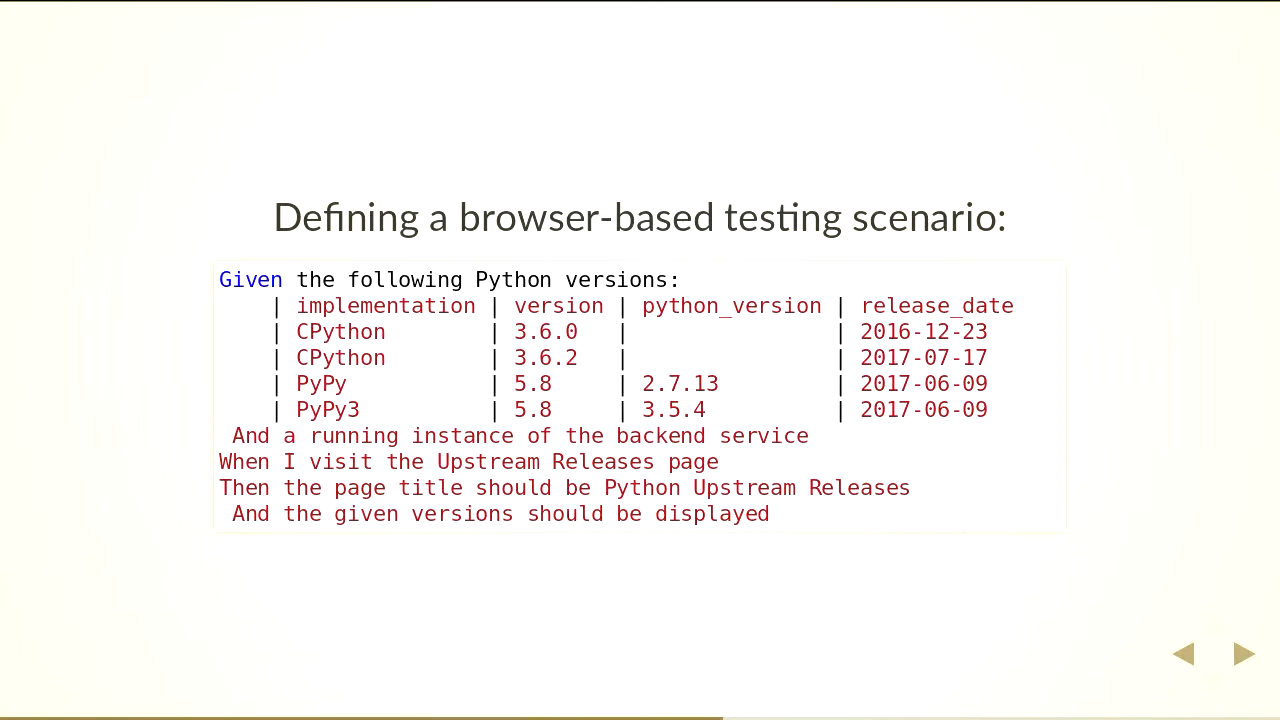 Defining a browser-based testing scenario:
Given the following Python versions:
    | implementation | version | python_version | release_date
    | CPython        | 3.6.0   |                | 2016-12-23
    | CPython        | 3.6.2   |                | 2017-07-17
    | PyPy           | 5.8     | 2.7.13         | 2017-06-09
    | PyPy3          | 5.8     | 3.5.4          | 2017-06-09
 And a running instance of the backend service
When I visit the Upstream Releases page
Then the page title should be Python Upstream Releases
 And the given versions should be displayed